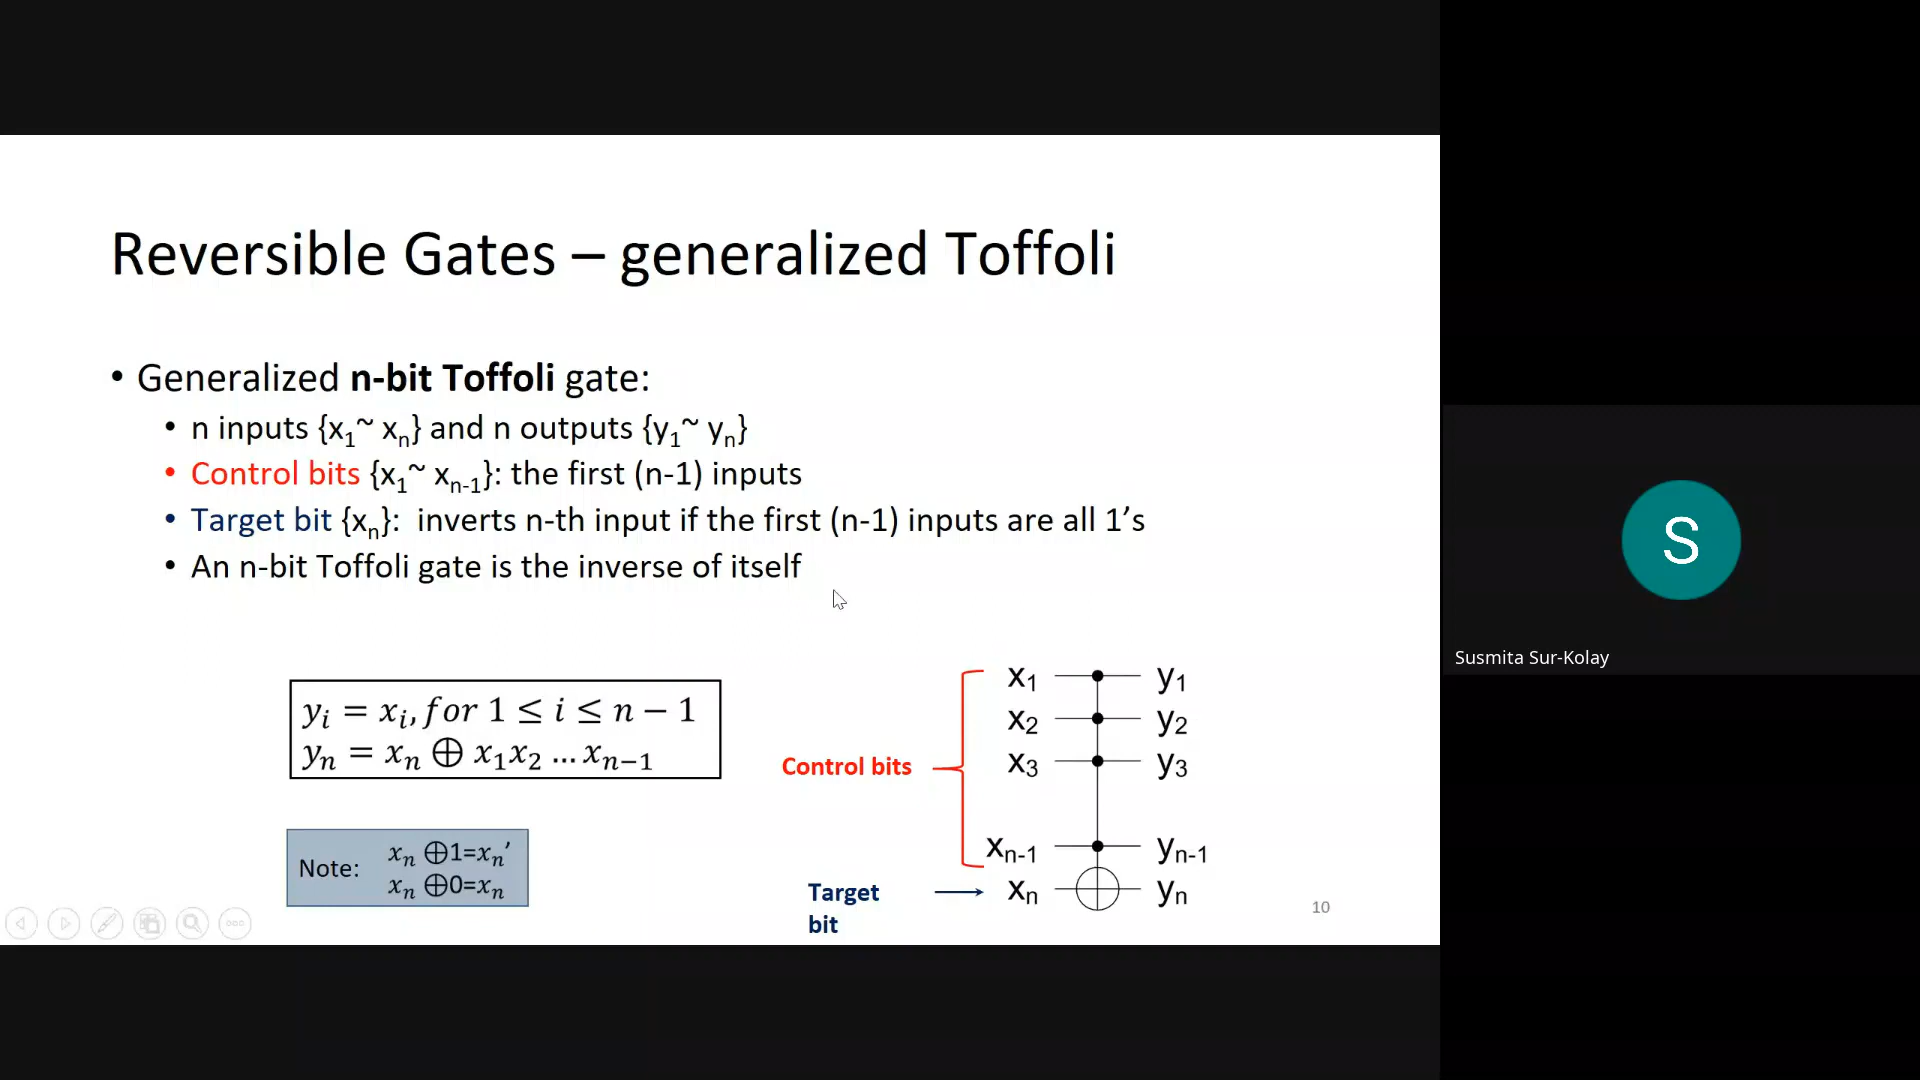 Reversible Gates – generalized Toffoli
• Generalized n-bit Toffoli gate:
• n inputs {x₁~ xₙ} and n outputs {y₁~ yₙ}
• Control bits {x₁~ xₙ₋₁}: the first (n-1) inputs
• Target bit {xₙ}: inverts n-th input if the first (n-1) inputs are all 1’s
• An n-bit Toffoli gate is the inverse of itself
yᵢ = xᵢ, for 1 ≤ i ≤ n − 1
yₙ = xₙ ⊕ x₁x₂ … xₙ₋₁
Note:
xₙ ⊕1=xₙ’
xₙ ⊕0=xₙ
Control bits
Target
bit
x₁ y₁
x₂ y₂
x₃ y₃
xₙ₋₁ yₙ₋₁
xₙ yₙ
10
S
Susmita Sur-Kolay